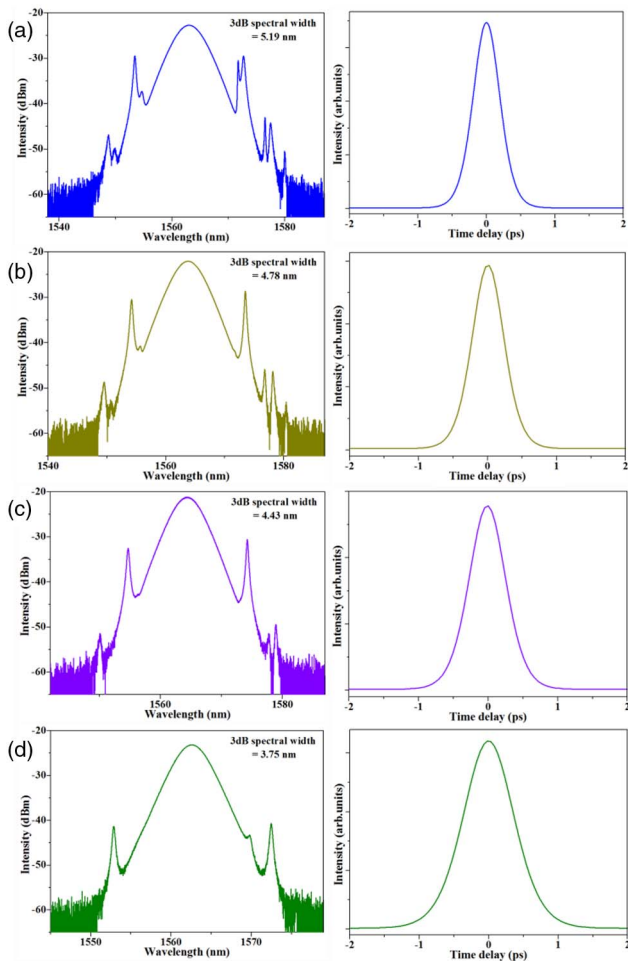 (a)
3dB spectral width
= 5.19 nm
Intensity (dBm)
-20
-30
-40
-50
-60
1540
1560
1580
Wavelength (nm)
Intensity (arb.units)
-2
-1
0
1
2
Time delay (ps)
(b)
3dB spectral width
= 4.78 nm
Intensity (dBm)
-20
-30
-40
-50
-60
1540
1560
1580
Wavelength (nm)
Intensity (arb.units)
-2
-1
0
1
2
Time delay (ps)
(c)
3dB spectral width
= 4.43 nm
Intensity (dBm)
-20
-30
-40
-50
-60
1560
1580
Wavelength (nm)
Intensity (arb.units)
-2
-1
0
1
2
Time delay (ps)
(d)
3dB spectral width
= 3.75 nm
Intensity (dBm)
-20
-30
-40
-50
-60
1550
1560
1570
Wavelength (nm)
Intensity (arb.units)
-2
-1
0
1
2
Time delay (ps)